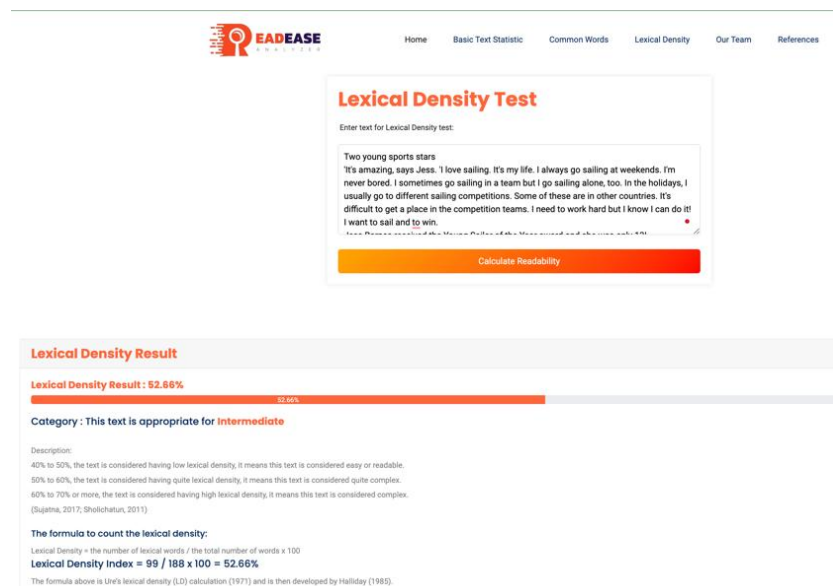 READEASE
ANALYZER
Home Basic Text Statistic Common Words Lexical Density Our Team References
Lexical Density Test
Enter text for Lexical Density test:
Two young sports stars
'It's amazing, says Jess. 'I love sailing. It's my life. I always go sailing at weekends. I'm
never bored. I sometimes go sailing in a team but I go sailing alone, too. In the holidays, I
usually go to different sailing competitions. Some of these are in other countries. It's
difficult to get a place in the competition teams. I need to work hard but I know I can do it!
I want to sail and to win.
Calculate Readability
Lexical Density Result
Lexical Density Result : 52.66%
52.66%
Category : This text is appropriate for Intermediate
Description:
40% to 50%, the text is considered having low lexical density, it means this text is considered easy or readable.
50% to 60%, the text is considered having quite lexical density, it means this text is considered quite complex.
60% to 70% or more, the text is considered having high lexical density, it means this text is considered complex.
(Sujatna, 2017; Sholichatun, 2011)
The formula to count the lexical density:
Lexical Density = the number of lexical words / the total number of words x 100
Lexical Density Index = 99 / 188 x 100 = 52.66%
The formula above is Ure's lexical density (LD) calculation (1971) and is then developed by Halliday (1985).